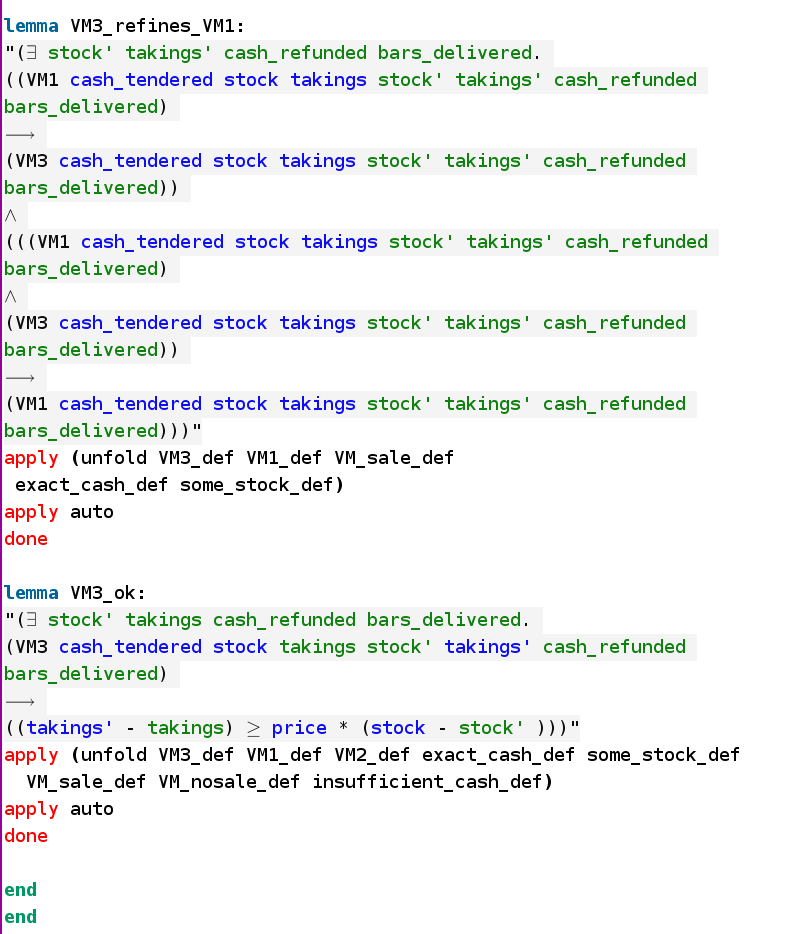 lemma VM3_refines_VM1:
"(∃ stock' takings' cash_refunded bars_delivered.
((VM1 cash_tendered stock takings stock' takings' cash_refunded
bars_delivered)
⟶
(VM3 cash_tendered stock takings stock' takings' cash_refunded
bars_delivered))
∧
(((VM1 cash_tendered stock takings stock' takings' cash_refunded
bars_delivered)
∧
(VM3 cash_tendered stock takings stock' takings' cash_refunded
bars_delivered))
⟶
(VM1 cash_tendered stock takings stock' takings' cash_refunded
bars_delivered)))"
apply (unfold VM3_def VM1_def VM_sale_def
 exact_cash_def some_stock_def)
apply auto
done

lemma VM3_ok:
"(∃ stock' takings cash_refunded bars_delivered.
(VM3 cash_tendered stock takings stock' takings' cash_refunded
bars_delivered)
⟶
((takings' - takings) ≥ price * (stock - stock' )))"
apply (unfold VM3_def VM1_def VM2_def exact_cash_def some_stock_def
  VM_sale_def VM_nosale_def insufficient_cash_def)
apply auto
done

end
end